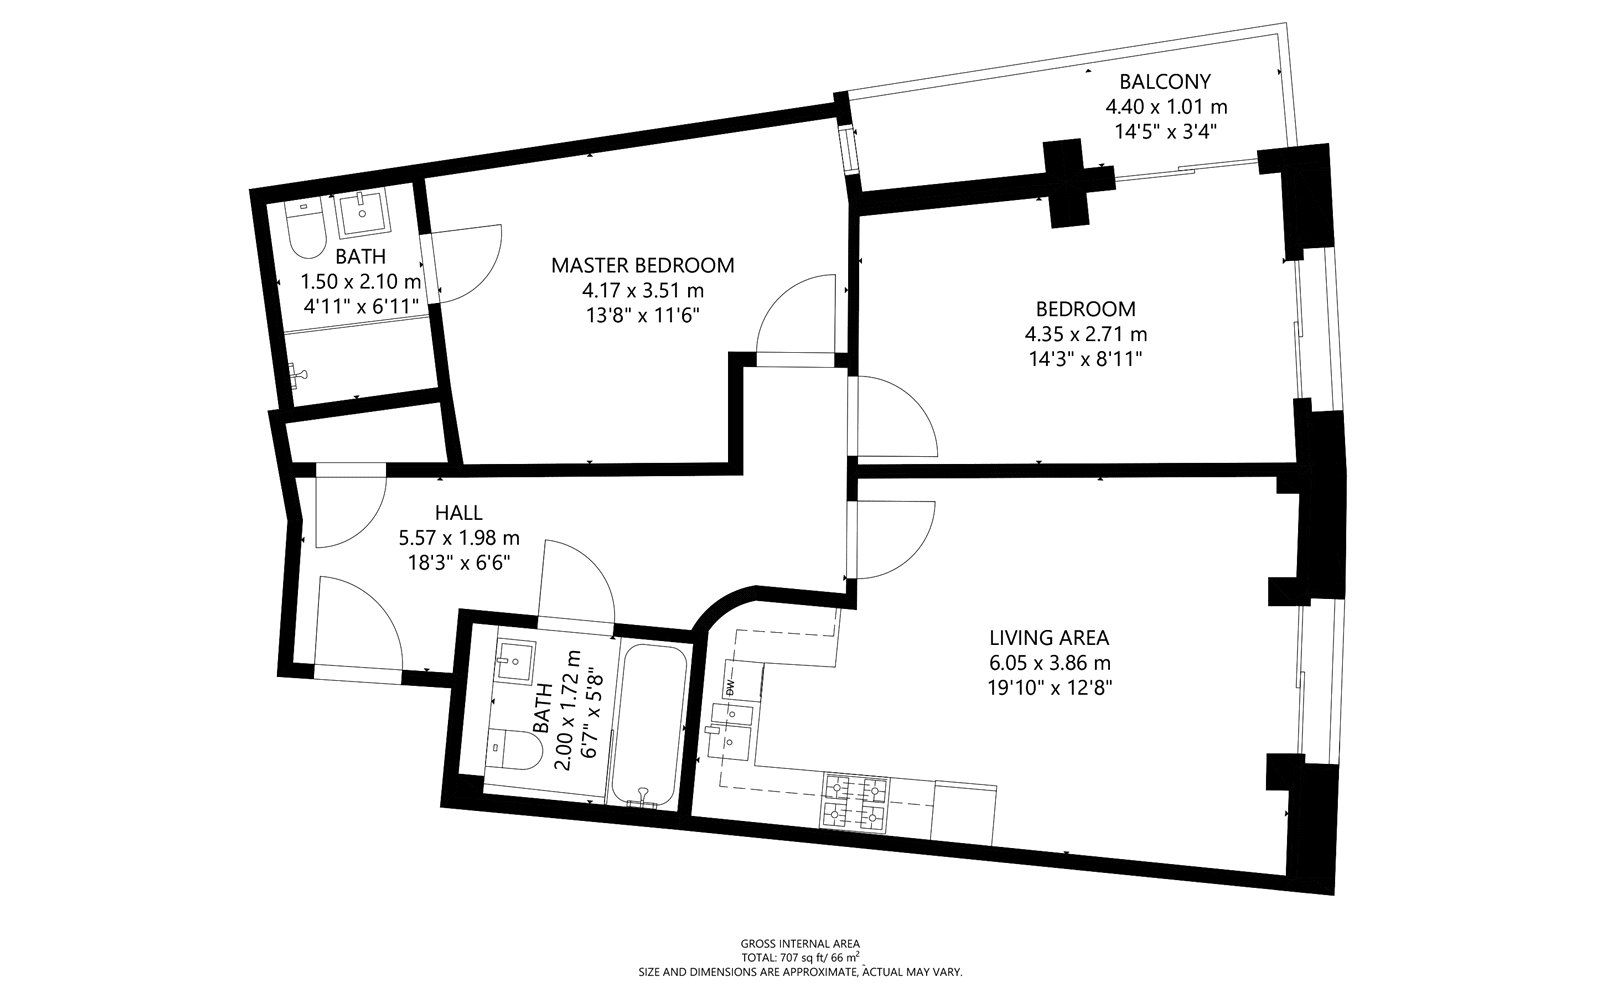 BALCONY
4.40 x 1.01 m
14'5" x 3'4"
BATH
1.50 x 2.10 m
4'11" x 6'11"
MASTER BEDROOM
4.17 x 3.51 m
13'8" x 11'6"
BEDROOM
4.35 x 2.71 m
14'3" x 8'11"
HALL
5.57 x 1.98 m
18'3" x 6'6"
BATH
2.00 x 1.72 m
6'7" x 5'8"
DW
LIVING AREA
6.05 x 3.86 m
19'10" x 12'8"
GROSS INTERNAL AREA
TOTAL: 707 sq ft/ 66 m²
SIZE AND DIMENSIONS ARE APPROXIMATE, ACTUAL MAY VARY.